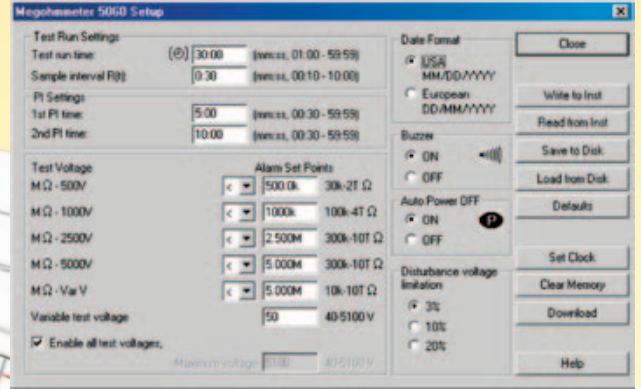 Megohmmeter 5060 Setup
Test Run Settings
Test run time: 30:00 (mm:ss, 01:00 - 59:59)
Sample interval R(t): 0:30 (mm:ss, 00:10 - 10:00)
PI Settings
1st PI time: 5:00 (mm:ss, 00:30 - 59:59)
2nd PI time: 10:00 (mm:ss, 00:30 - 59:59)
Test Voltage Alarm Set Points
MΩ - 500V < 500.0k 30k-2T Ω
MΩ - 1000V < 1000k 100k-4T Ω
MΩ - 2500V < 2.500M 300k-10T Ω
MΩ - 5000V < 5.000M 300k-10T Ω
MΩ - Var V < 5.000M 10k-10T Ω
Variable test voltage 50 40-5100 V
Enable all test voltages,
Maximum voltage 5100 40-5100 V
Date Format
USA
MM/DD/YYYY
European
DD/MM/YYYY
Buzzer
ON
OFF
Auto Power OFF
ON P
OFF
Disturbance voltage
limitation
3%
10%
20%
Close
Write to Inst
Read from Inst
Save to Disk
Load from Disk
Defaults
Set Clock
Clear Memory
Download
Help